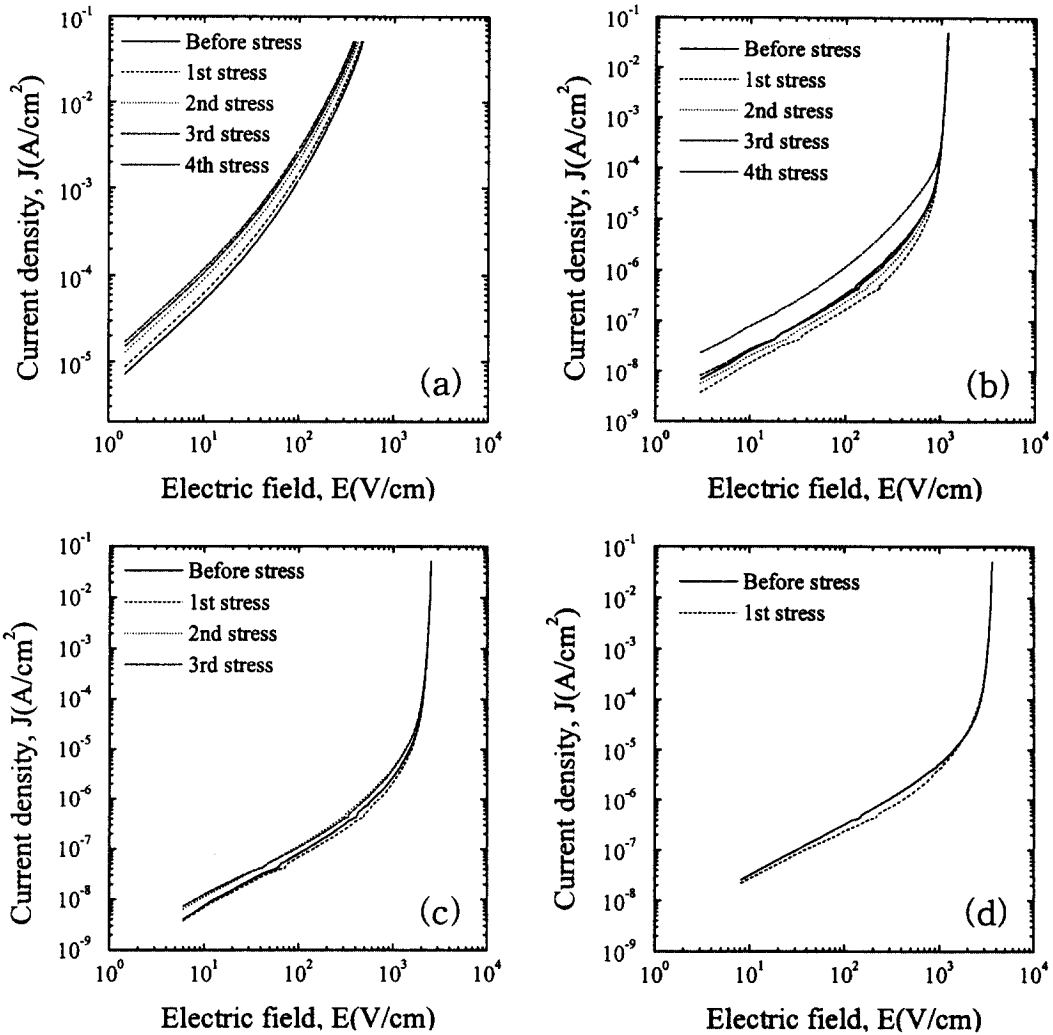 10^-1
Before stress
1st stress
2nd stress
3rd stress
4th stress
10^-2
10^-3
10^-4
10^-5
(a)
10^0 10^1 10^2 10^3 10^4
Current density, J(A/cm^2)
Electric field, E(V/cm)
10^-1
Before stress
1st stress
2nd stress
3rd stress
4th stress
10^-2
10^-3
10^-4
10^-5
10^-6
10^-7
10^-8
10^-9
(b)
10^0 10^1 10^2 10^3 10^4
Current density, J(A/cm^2)
Electric field, E(V/cm)
10^-1
Before stress
1st stress
2nd stress
3rd stress
10^-2
10^-3
10^-4
10^-5
10^-6
10^-7
10^-8
10^-9
(c)
10^0 10^1 10^2 10^3 10^4
Current density, J(A/cm^2)
Electric field, E(V/cm)
10^-1
Before stress
1st stress
10^-2
10^-3
10^-4
10^-5
10^-6
10^-7
10^-8
10^-9
(d)
10^0 10^1 10^2 10^3 10^4
Current density, J(A/cm^2)
Electric field, E(V/cm)